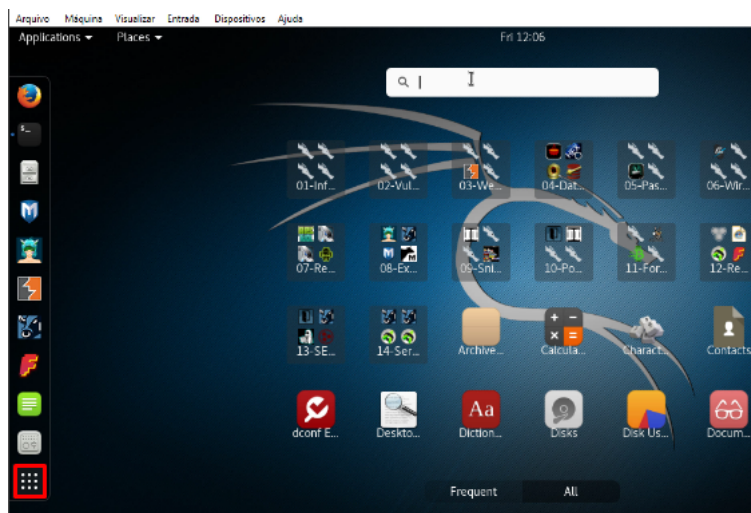 Arquivo Máquina Visualizar Entrada Dispositivos Ajuda
Applications Places Fri 12:06
01-Inf... 02-Vul... 03-We... 04-Dat... 05-Pas... 06-Wir...
07-Re... 08-Ex... 09-Sni... 10-Po... 11-For... 12-Re...
13-SE... 14-Ser... Archive... Calcula... Charact... Contacts
dconf E... Deskto... Diction... Disks Disk Us... Docum...
Frequent All